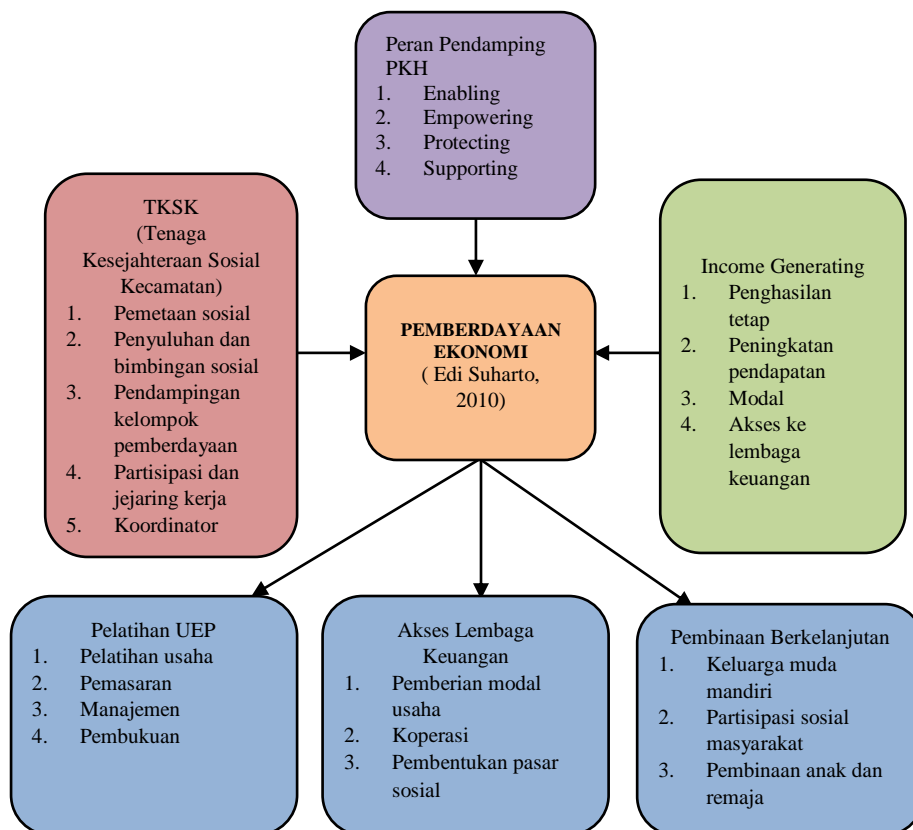 Peran Pendamping
PKH
1. Enabling
2. Empowering
3. Protecting
4. Supporting
TKSK
(Tenaga
Kesejahteraan Sosial
Kecamatan)
1. Pemetaan sosial
2. Penyuluhan dan
bimbingan sosial
3. Pendampingan
kelompok
pemberdayaan
4. Partisipasi dan
jejaring kerja
5. Koordinator
PEMBERDAYAAN
EKONOMI
( Edi Suharto,
2010)
Income Generating
1. Penghasilan
tetap
2. Peningkatan
pendapatan
3. Modal
4. Akses ke
lembaga
keuangan
Pelatihan UEP
1. Pelatihan usaha
2. Pemasaran
3. Manajemen
4. Pembukuan
Akses Lembaga
Keuangan
1. Pemberian modal
usaha
2. Koperasi
3. Pembentukan pasar
sosial
Pembinaan Berkelanjutan
1. Keluarga muda
mandiri
2. Partisipasi sosial
masyarakat
3. Pembinaan anak dan
remaja